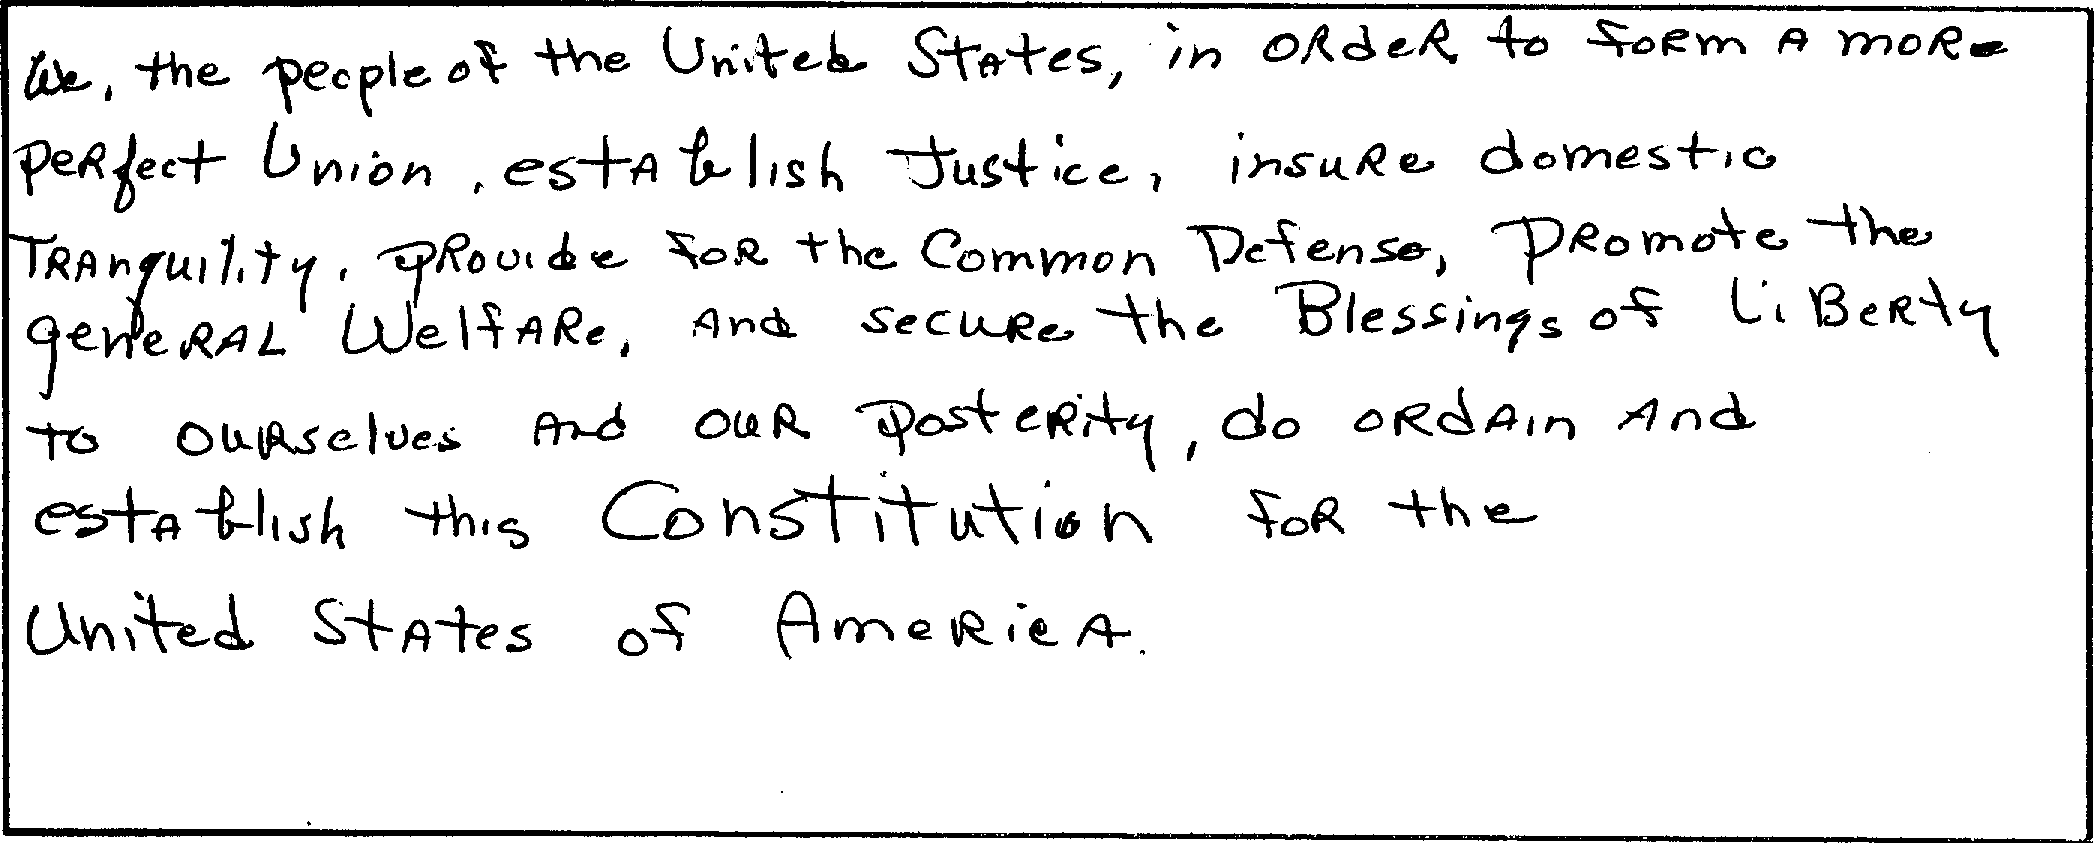 We, the people of the United States, in order to form a more
perfect Union, establish Justice, insure domestic
Tranquility, provide for the Common Defense, promote the
general Welfare, and secure the Blessings of Liberty
to ourselves and our posterity, do ordain and
establish this Constitution for the
United States of America.